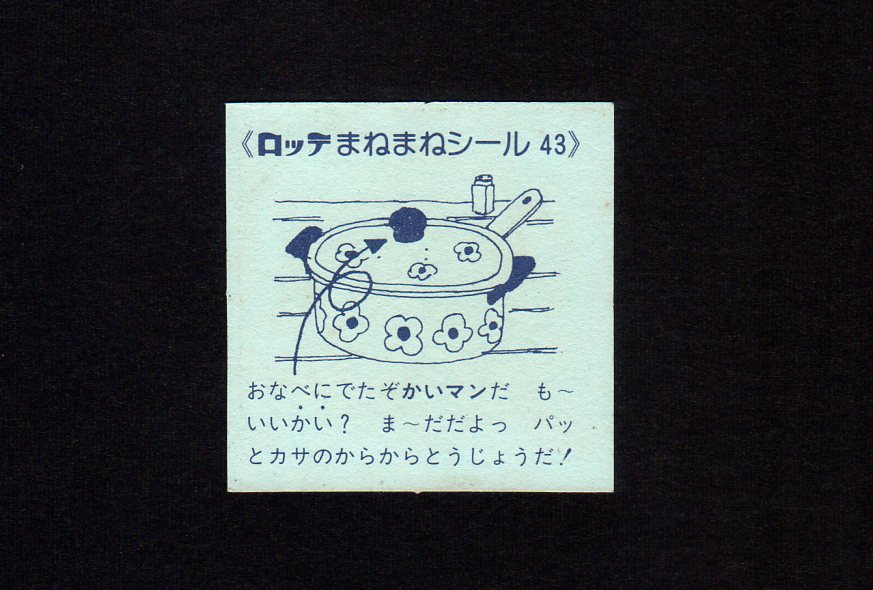 《ロッテまねまねシール 43》
おなべにでたぞかいマンだ　も〜
いいかい？　ま〜だだよっ　パッ
とカサのからからとうじょうだ！